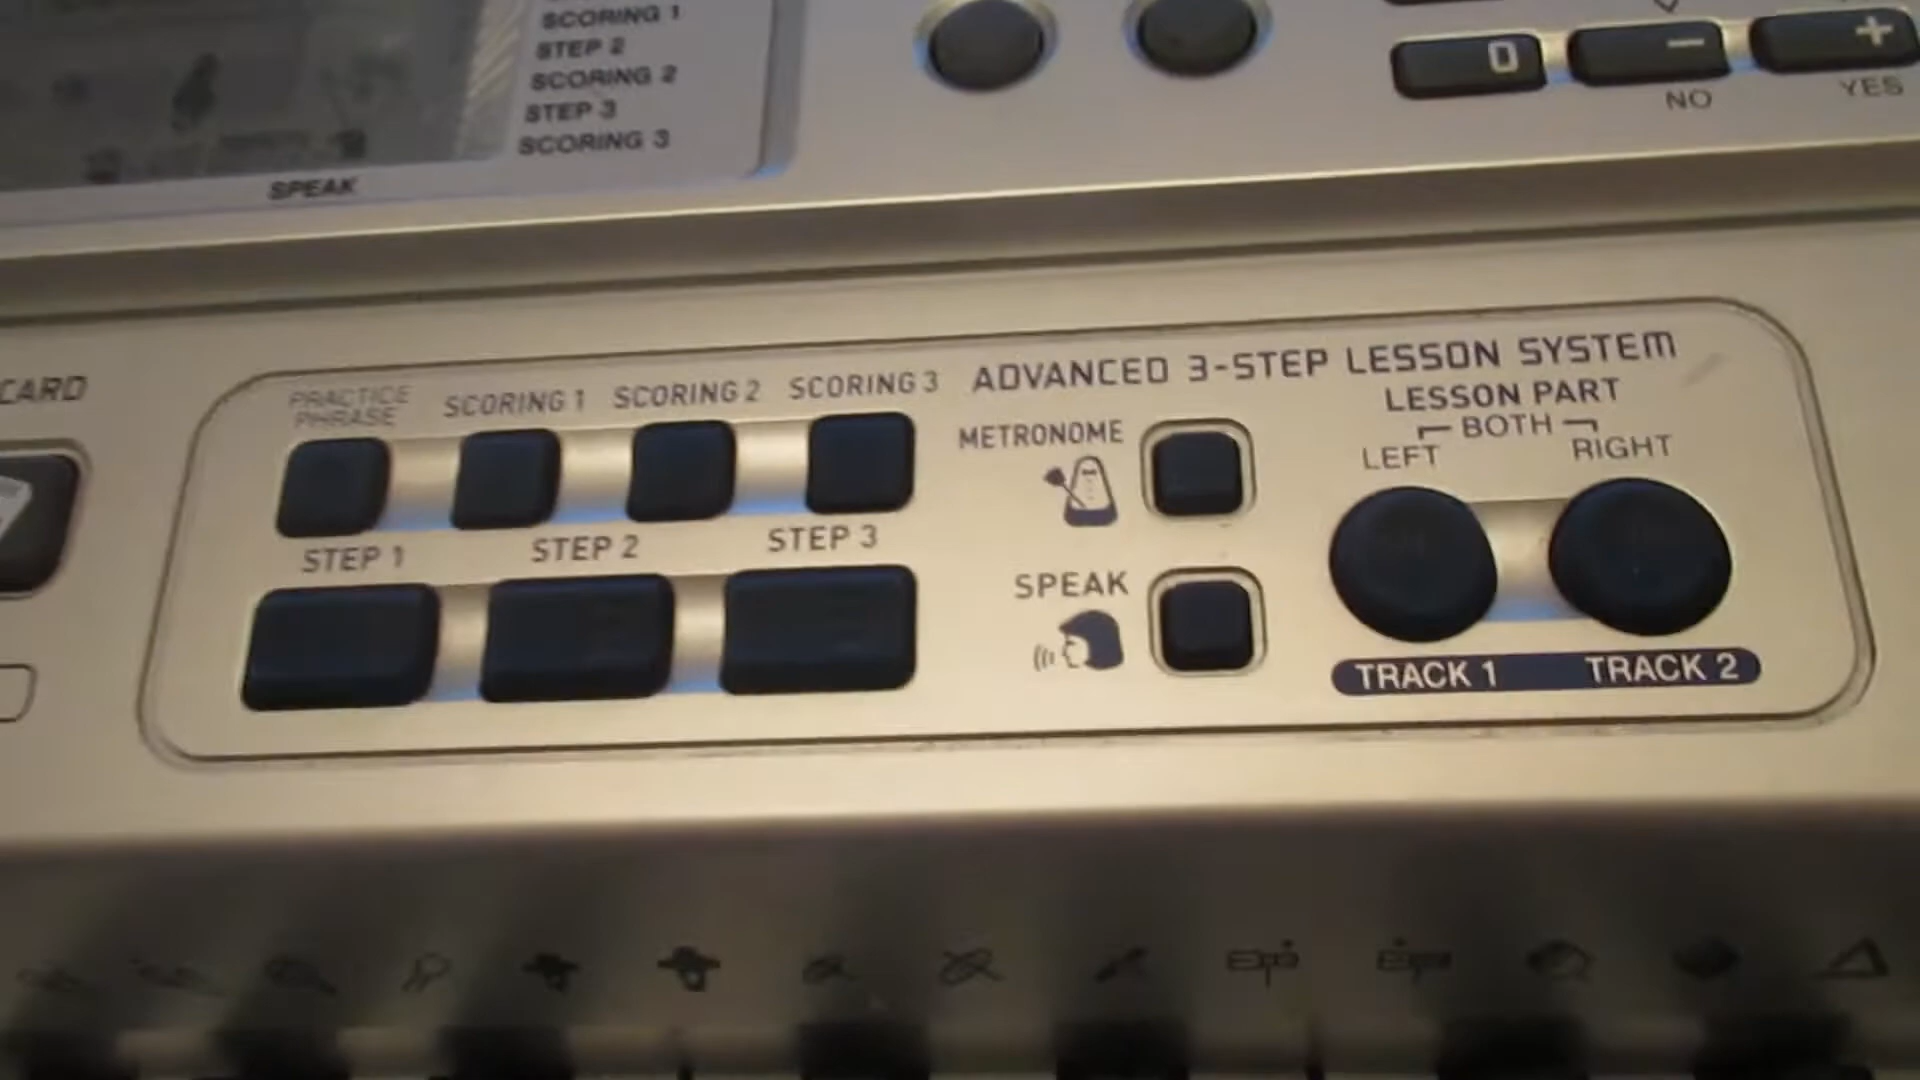 SCORING 1
STEP 2
SCORING 2
STEP 3
SCORING 3
SPEAK
0
−
+
NO
YES
CARD
PRACTICE
PHRASE
SCORING 1
SCORING 2
SCORING 3
ADVANCED 3-STEP LESSON SYSTEM
LESSON PART
BOTH
LEFT
RIGHT
METRONOME
STEP 1
STEP 2
STEP 3
SPEAK
TRACK 1
TRACK 2